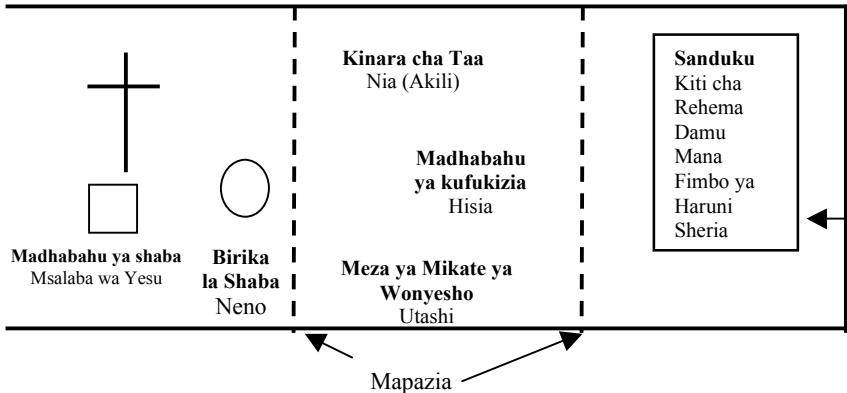 Madhabahu ya shaba
Msalaba wa Yesu
Birika
la Shaba
Neno
Kinara cha Taa
Nia (Akili)
Madhabahu
ya kufukizia
Hisia
Meza ya Mikate ya
Wonyesho
Utashi
Sanduku
Kiti cha
Rehema
Damu
Mana
Fimbo ya
Haruni
Sheria
Mapazia